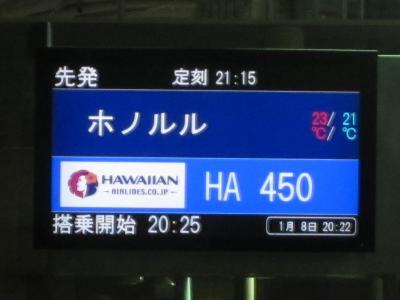 先発 定刻 21:15
ホノルル 23/ 21
℃/ ℃
HAWAIIAN
AIRLINES.CO.JP
HA 450
搭乗開始 20:25 1月 8日 20:22